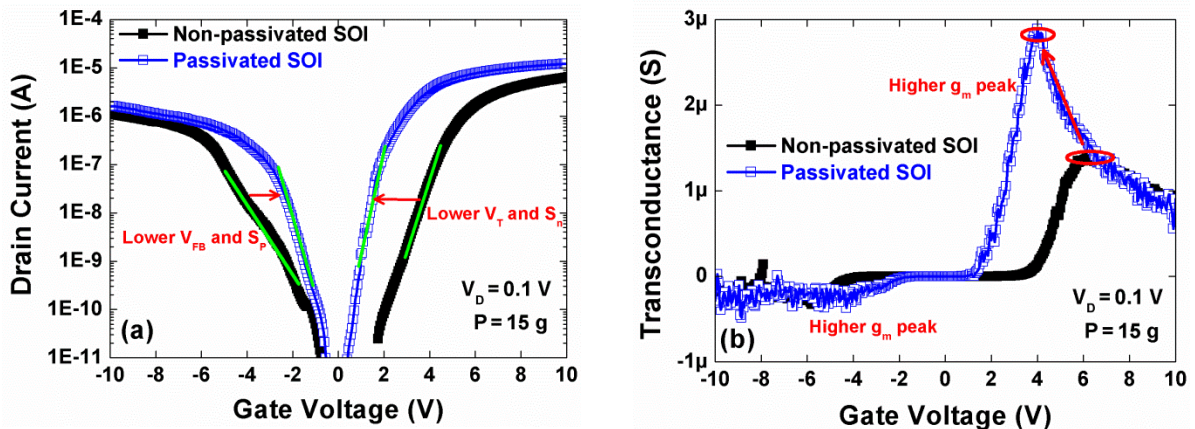 1E-4
1E-5
1E-6
1E-7
1E-8
1E-9
1E-10
1E-11
Drain Current (A)
Non-passivated SOI
Passivated SOI
Lower V_FB and S_P
Lower V_T and S_n
(a)
V_D = 0.1 V
P = 15 g
-10 -8 -6 -4 -2 0 2 4 6 8 10
Gate Voltage (V)
3µ
2µ
1µ
0
-1µ
Transconductance (S)
Higher g_m peak
Non-passivated SOI
Passivated SOI
Higher g_m peak
V_D = 0.1 V
P = 15 g
(b)
-10 -8 -6 -4 -2 0 2 4 6 8 10
Gate Voltage (V)